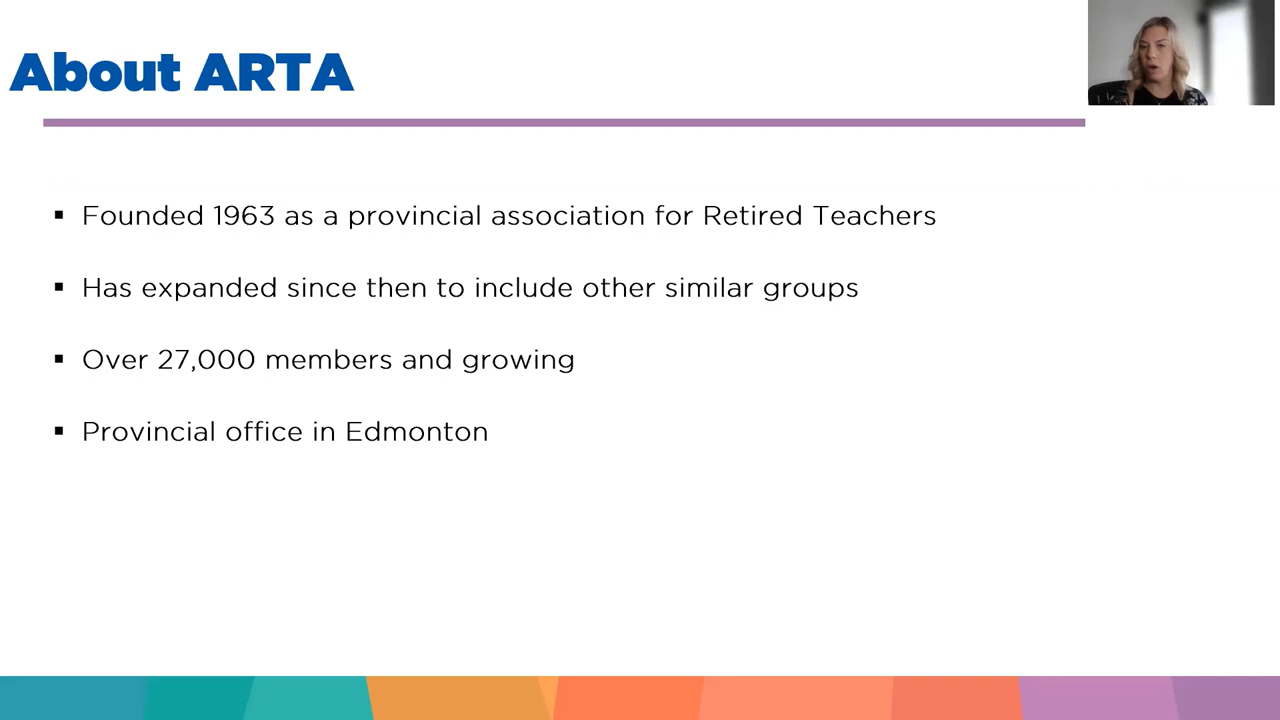 About ARTA
▪ Founded 1963 as a provincial association for Retired Teachers
▪ Has expanded since then to include other similar groups
▪ Over 27,000 members and growing
▪ Provincial office in Edmonton